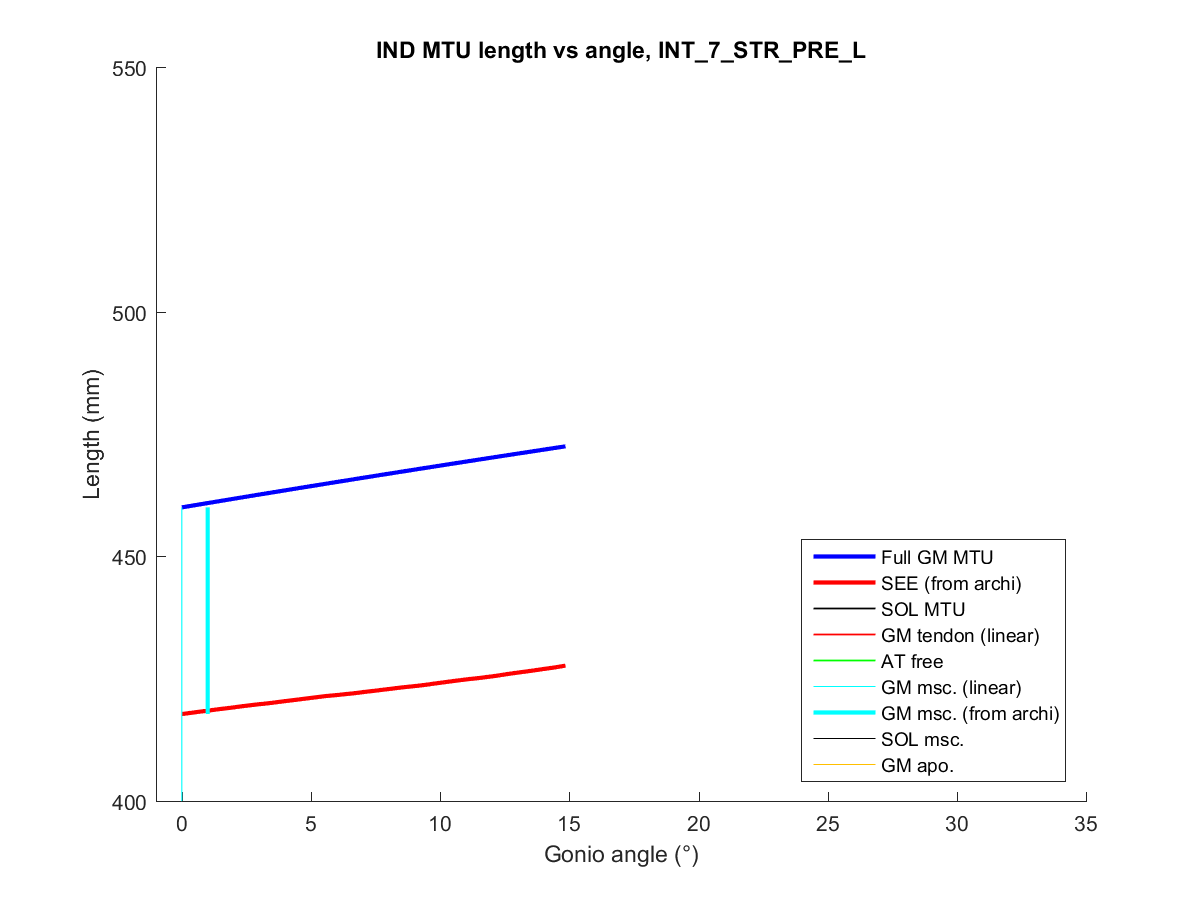 IND MTU length vs angle, INT_7_STR_PRE_L
550
500
450
400
Length (mm)
0 5 10 15 20 25 30 35
Gonio angle (°)
Full GM MTU
SEE (from archi)
SOL MTU
GM tendon (linear)
AT free
GM msc. (linear)
GM msc. (from archi)
SOL msc.
GM apo.